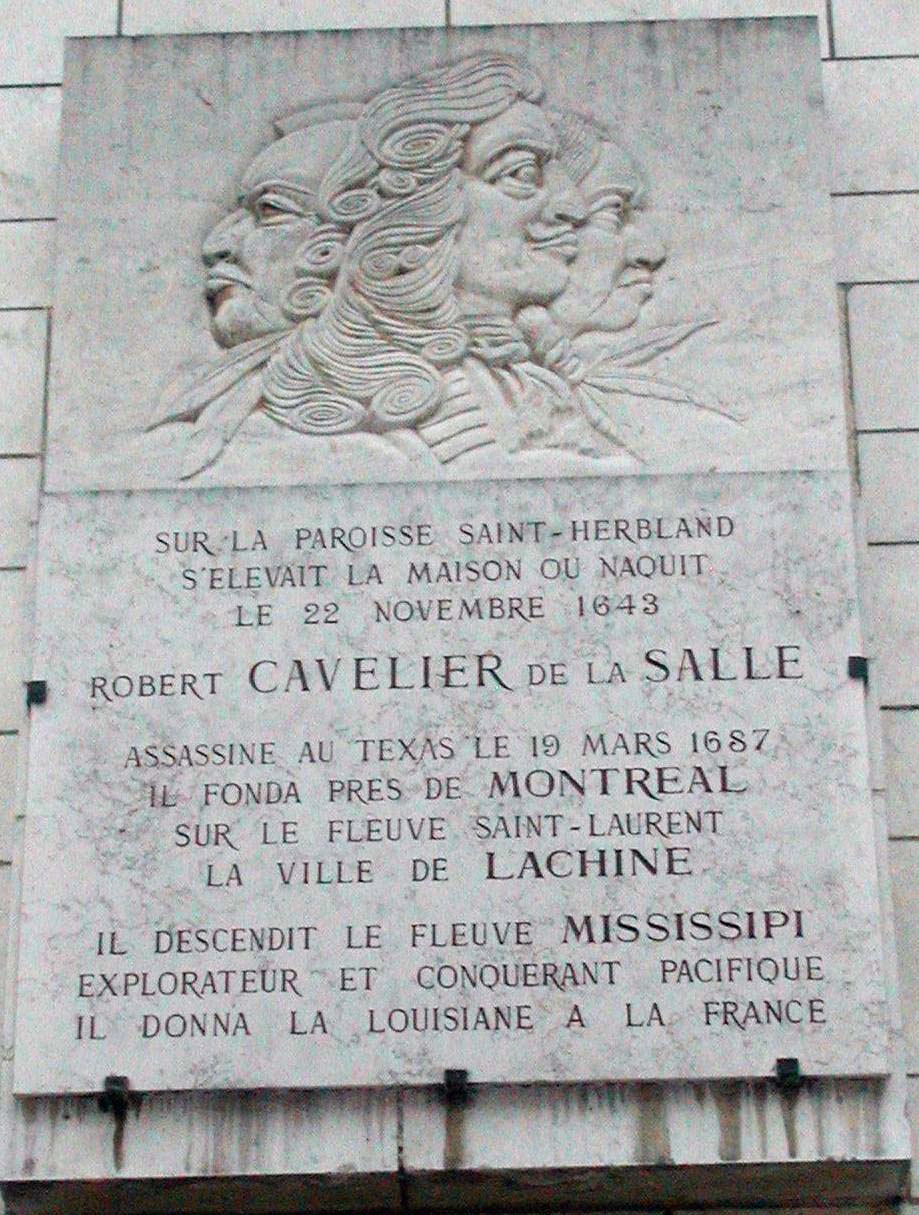 SUR LA PAROISSE SAINT-HERBLAND
S'ELEVAIT LA MAISON OU NAQUIT
LE 22 NOVEMBRE 1643
ROBERT CAVELIER DE LA SALLE
ASSASSINE AU TEXAS LE 19 MARS 1687
IL FONDA PRES DE MONTREAL
SUR LE FLEUVE SAINT-LAURENT
LA VILLE DE LACHINE
IL DESCENDIT LE FLEUVE MISSISSIPI
EXPLORATEUR ET CONQUERANT PACIFIQUE
IL DONNA LA LOUISIANE A LA FRANCE